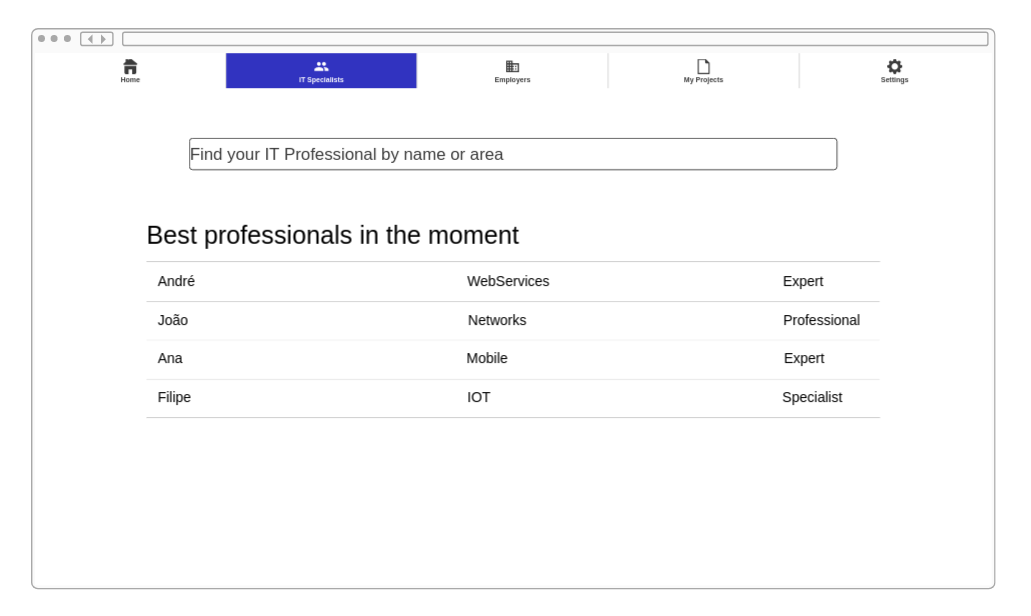 Home IT Specialists Employers My Projects Settings
Find your IT Professional by name or area
Best professionals in the moment
André WebServices Expert
João Networks Professional
Ana Mobile Expert
Filipe IOT Specialist